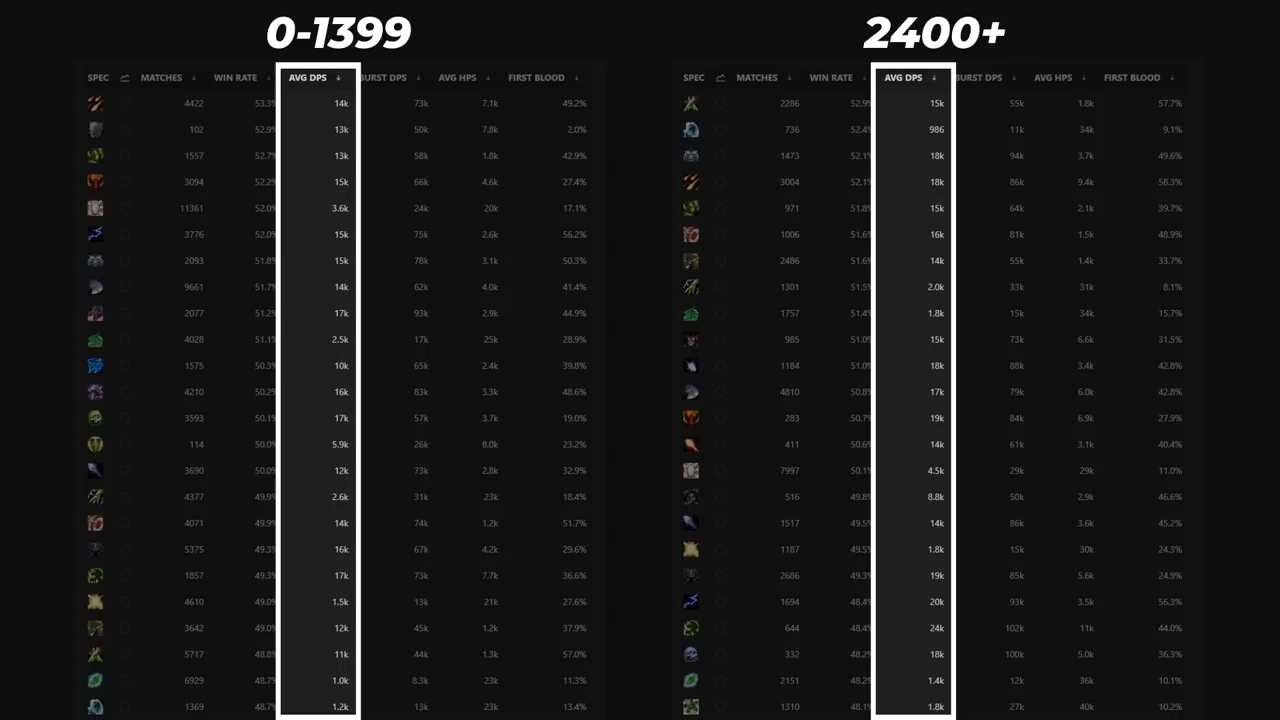 0-1399
SPEC MATCHES WIN RATE AVG DPS BURST DPS AVG HPS FIRST BLOOD
4422 53.3% 14k 73k 7.1k 49.2%
102 52.9% 13k 50k 7.8k 2.0%
1557 52.7% 13k 58k 1.8k 42.9%
3094 52.2% 15k 66k 4.6k 27.4%
11361 52.0% 3.6k 24k 20k 17.1%
3776 52.0% 15k 75k 2.6k 56.2%
2093 51.8% 15k 78k 3.1k 50.3%
9661 51.7% 14k 62k 4.0k 41.4%
2077 51.2% 17k 93k 2.9k 44.9%
4028 51.1% 2.5k 17k 25k 28.9%
1575 50.3% 10k 65k 2.4k 39.8%
4210 50.2% 16k 83k 3.3k 48.6%
3593 50.1% 17k 57k 3.7k 19.0%
114 50.0% 5.9k 26k 8.0k 23.2%
3690 50.0% 12k 73k 2.8k 32.9%
4377 49.9% 2.6k 31k 23k 18.4%
4071 49.9% 14k 74k 1.2k 51.7%
5375 49.3% 16k 67k 4.2k 29.6%
1857 49.3% 17k 73k 7.7k 36.6%
4610 49.0% 1.5k 13k 21k 27.6%
3642 49.0% 12k 45k 1.2k 37.9%
5717 48.8% 11k 44k 1.3k 57.0%
6929 48.7% 1.0k 8.3k 23k 11.3%
1369 48.7% 1.2k 13k 23k 13.4%
2400+
SPEC MATCHES WIN RATE AVG DPS BURST DPS AVG HPS FIRST BLOOD
2286 52.9% 15k 55k 1.8k 57.7%
736 52.4% 986 11k 34k 9.1%
1473 52.1% 18k 94k 3.7k 49.6%
3004 52.1% 18k 86k 9.4k 58.3%
971 51.8% 15k 64k 2.1k 39.7%
1006 51.6% 16k 81k 1.5k 48.9%
2486 51.6% 14k 55k 1.4k 33.7%
1301 51.5% 2.0k 33k 31k 8.1%
1757 51.4% 1.8k 15k 34k 15.7%
985 51.0% 15k 73k 6.6k 31.5%
1184 51.0% 18k 88k 3.4k 42.8%
4810 50.8% 17k 79k 6.0k 42.8%
283 50.7% 19k 84k 6.9k 27.9%
411 50.6% 14k 61k 3.1k 40.4%
7997 50.1% 4.5k 29k 29k 11.0%
516 49.8% 8.8k 50k 2.9k 46.6%
1517 49.5% 14k 86k 3.6k 45.2%
1187 49.5% 1.8k 15k 30k 24.3%
2686 49.3% 19k 85k 5.6k 24.9%
1694 48.4% 20k 93k 3.5k 56.3%
644 48.4% 24k 102k 11k 44.0%
332 48.2% 18k 100k 5.0k 36.3%
2151 48.2% 1.4k 12k 36k 10.1%
1310 48.1% 1.8k 27k 40k 10.2%